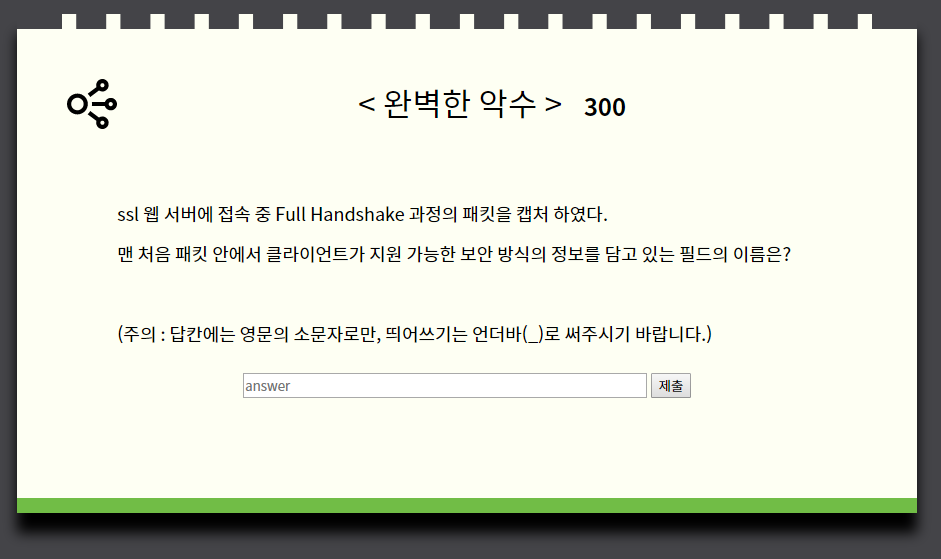 < 완벽한 악수 > 300
ssl 웹 서버에 접속 중 Full Handshake 과정의 패킷을 캡처 하였다.
맨 처음 패킷 안에서 클라이언트가 지원 가능한 보안 방식의 정보를 담고 있는 필드의 이름은?
(주의 : 답칸에는 영문의 소문자로만, 띄어쓰기는 언더바(_)로 써주시기 바랍니다.)
answer 제출